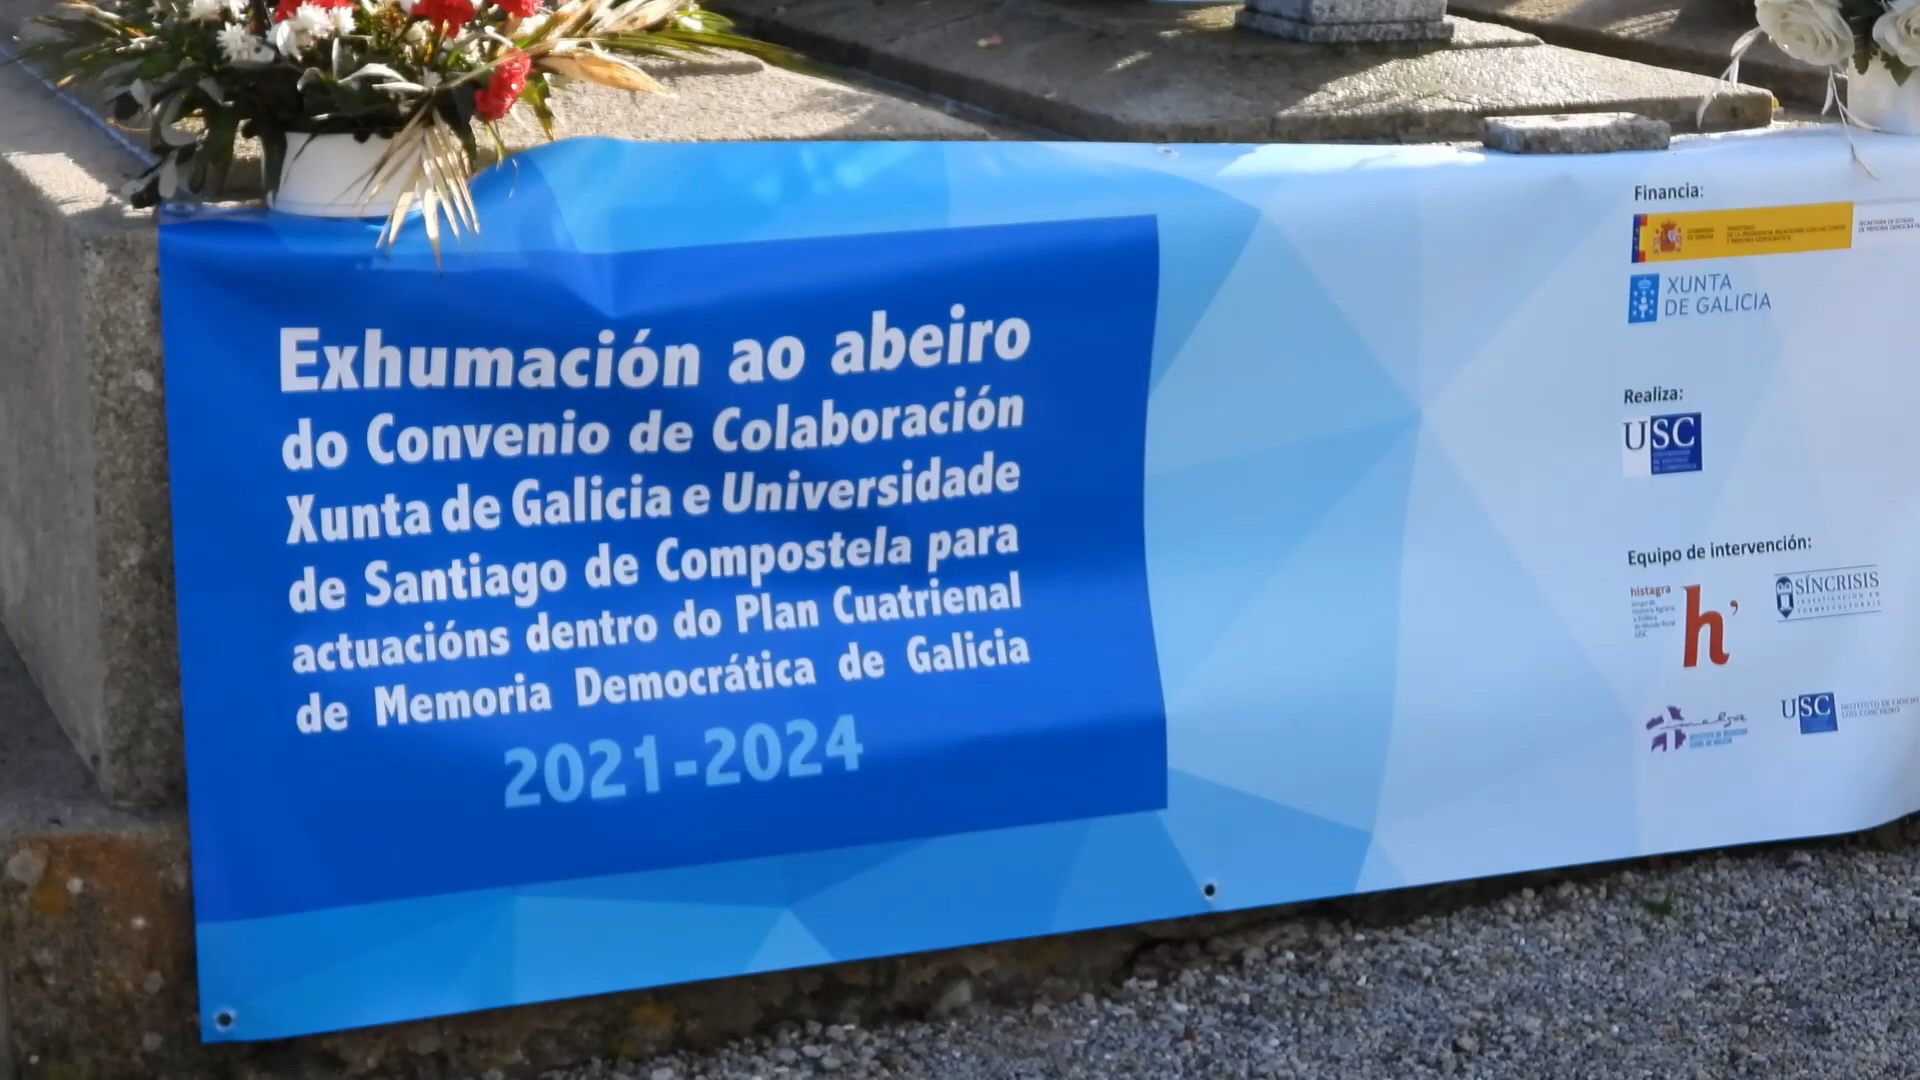 Exhumación ao abeiro
do Convenio de Colaboración
Xunta de Galicia e Universidade
de Santiago de Compostela para
actuacións dentro do Plan Cuatrienal
de Memoria Democrática de Galicia
2021-2024
Financia:
XUNTA
DE GALICIA
Realiza:
USC
Equipo de intervención:
histagra
h'
SÍNCRISIS
USC